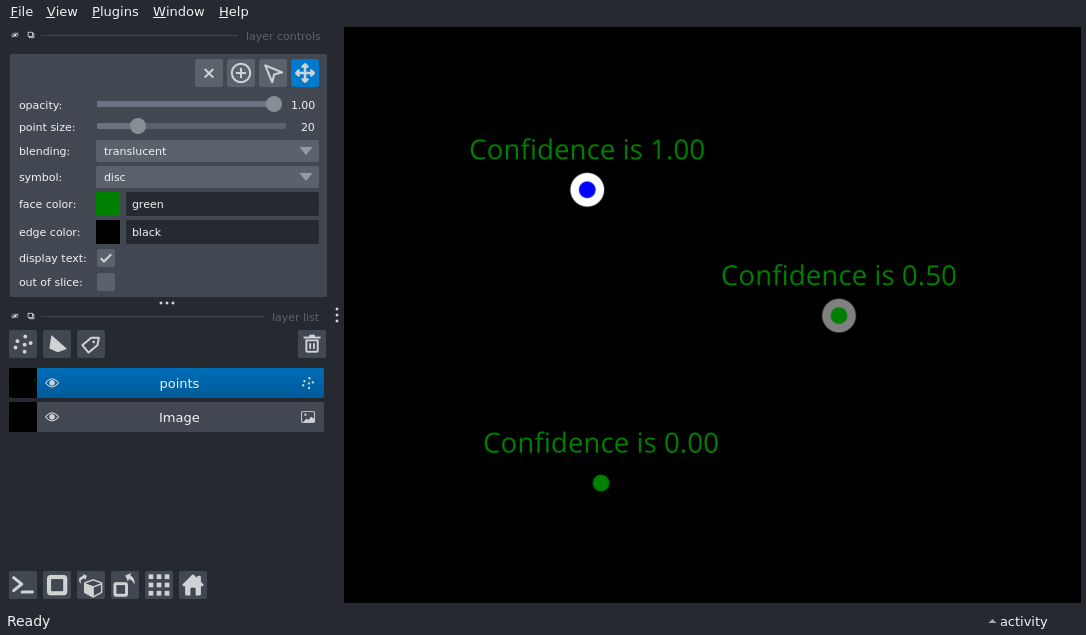 File View Plugins Window Help
layer controls
opacity: 1.00
point size: 20
blending: translucent
symbol: disc
face color: green
edge color: black
display text:
out of slice:
layer list
points
Image
Confidence is 1.00
Confidence is 0.50
Confidence is 0.00
Ready
activity